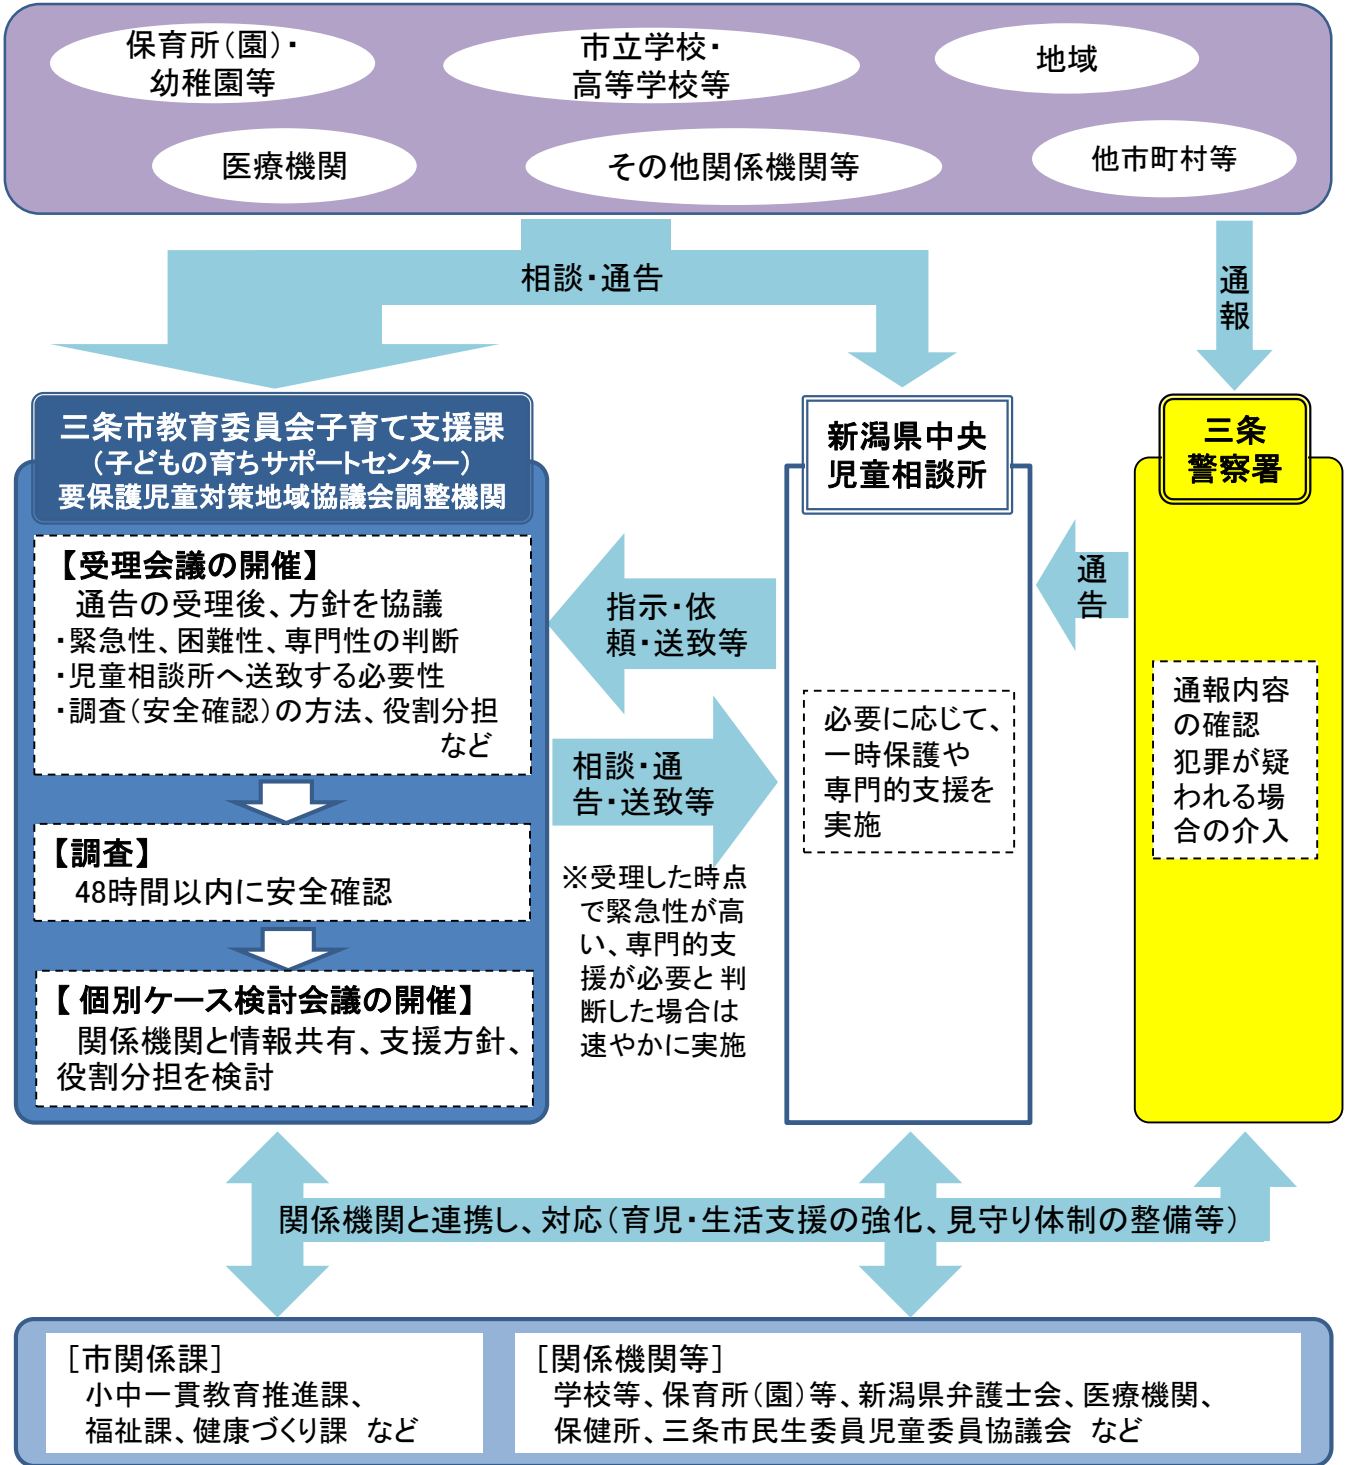 保育所（園）・
幼稚園等
市立学校・
高等学校等
地域
医療機関
その他関係機関等
他市町村等
相談・通告
通
報
三条市教育委員会子育て支援課
（子どもの育ちサポートセンター）
要保護児童対策地域協議会調整機関
新潟県中央
児童相談所
三条
警察署
【受理会議の開催】
通告の受理後、方針を協議
・緊急性、困難性、専門性の判断
・児童相談所へ送致する必要性
・調査（安全確認）の方法、役割分担
など
【調査】
48時間以内に安全確認
【 個別ケース検討会議の開催】
関係機関と情報共有、支援方針、
役割分担を検討
指示・依
頼・送致等
相談・通
告・送致等
※受理した時点
で緊急性が高
い、専門的支
援が必要と判
断した場合は
速やかに実施
必要に応じて、
一時保護や
専門的支援を
実施
通
告
通報内容
の確認
犯罪が疑
われる場
合の介入
関係機関と連携し、対応（育児・生活支援の強化、見守り体制の整備等）
［市関係課］
小中一貫教育推進課、
福祉課、健康づくり課 など
［関係機関等］
学校等、保育所（園）等、新潟県弁護士会、医療機関、
保健所、三条市民生委員児童委員協議会 など